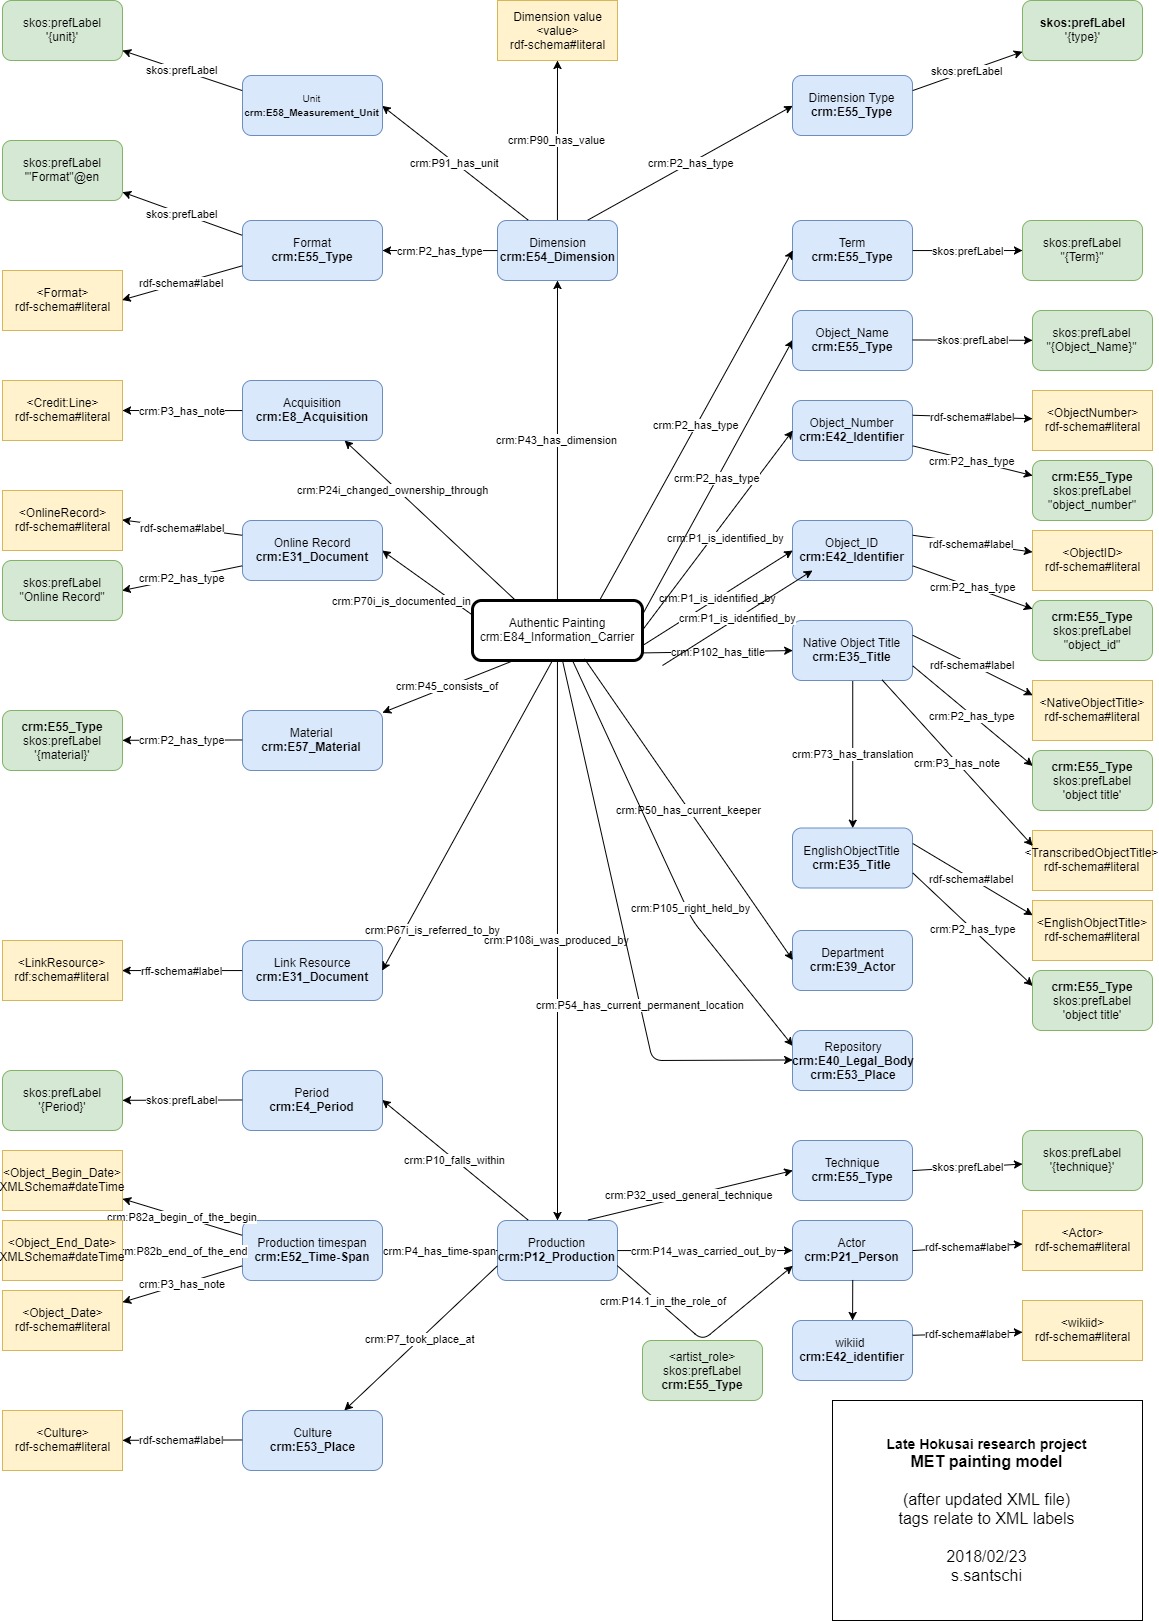 skos:prefLabel
'{unit}'
Dimension value
<value>
rdf-schema#literal
skos:prefLabel
'{type}'
skos:prefLabel
skos:prefLabel
Unit
crm:E58_Measurement_Unit
Dimension Type
crm:E55_Type
crm:P90_has_value
crm:P91_has_unit
crm:P2_has_type
skos:prefLabel
'"Format"@en
skos:prefLabel
Format
crm:E55_Type
crm:P2_has_type
Dimension
crm:E54_Dimension
Term
crm:E55_Type
skos:prefLabel
skos:prefLabel
"{Term}"
rdf-schema#label
<Format>
rdf-schema#literal
Object_Name
crm:E55_Type
skos:prefLabel
skos:prefLabel
"{Object_Name}"
<Credit:Line>
rdf-schema#literal
crm:P3_has_note
Acquisition
crm:E8_Acquisition
crm:P43_has_dimension
crm:P2_has_type
Object_Number
crm:E42_Identifier
rdf-schema#label
<ObjectNumber>
rdf-schema#literal
crm:P2_has_type
crm:E55_Type
skos:prefLabel
"object_number"
crm:P2_has_type
crm:P24i_changed_ownership_through
<OnlineRecord>
rdf-schema#literal
rdf-schema#label
Online Record
crm:E31_Document
crm:P1_is_identified_by
Object_ID
crm:E42_Identifier
rdf-schema#label
<ObjectID>
rdf-schema#literal
skos:prefLabel
"Online Record"
crm:P2_has_type
crm:P2_has_type
crm:P70i_is_documented_in
crm:P1_is_identified_by
crm:P1_is_identified_by
crm:E55_Type
skos:prefLabel
"object_id"
Authentic Painting
crm:E84_Information_Carrier
crm:P102_has_title
Native Object Title
crm:E35_Title
rdf-schema#label
crm:P45_consists_of
<NativeObjectTitle>
rdf-schema#literal
crm:P2_has_type
crm:E55_Type
skos:prefLabel
'{material}'
crm:P2_has_type
Material
crm:E57_Material
crm:P73_has_translation
crm:P3_has_note
crm:E55_Type
skos:prefLabel
'object title'
crm:P50_has_current_keeper
EnglishObjectTitle
crm:E35_Title
<TranscribedObjectTitle>
rdf-schema#literal
rdf-schema#label
crm:P105_right_held_by
<EnglishObjectTitle>
rdf-schema#literal
crm:P2_has_type
crm:P67i_is_referred_to_by
crm:P108i_was_produced_by
<LinkResource>
rdf:schema#literal
rff-schema#label
Link Resource
crm:E31_Document
Department
crm:E39_Actor
crm:E55_Type
skos:prefLabel
'object title'
crm:P54_has_current_permanent_location
Repository
crm:E40_Legal_Body
crm:E53_Place
skos:prefLabel
'{Period}'
skos:prefLabel
Period
crm:E4_Period
crm:P10_falls_within
Technique
crm:E55_Type
skos:prefLabel
skos:prefLabel
'{technique}'
<Object_Begin_Date>
XMLSchema#dateTime
crm:P32_used_general_technique
crm:P82a_begin_of_the_begin
<Object_End_Date>
XMLSchema#dateTime
crm:P82b_end_of_the_end
Production timespan
crm:E52_Time-Span
crm:P4_has_time-span
Production
crm:P12_Production
crm:P14_was_carried_out_by
Actor
crm:P21_Person
rdf-schema#label
<Actor>
rdf-schema#literal
crm:P3_has_note
crm:P14.1_in_the_role_of
<Object_Date>
rdf-schema#literal
crm:P7_took_place_at
wikiid
crm:E42_identifier
rdf-schema#label
<wikiid>
rdf-schema#literal
<artist_role>
skos:prefLabel
crm:E55_Type
<Culture>
rdf-schema#literal
rdf-schema#label
Culture
crm:E53_Place
Late Hokusai research project
MET painting model
(after updated XML file)
tags relate to XML labels
2018/02/23
s.santschi